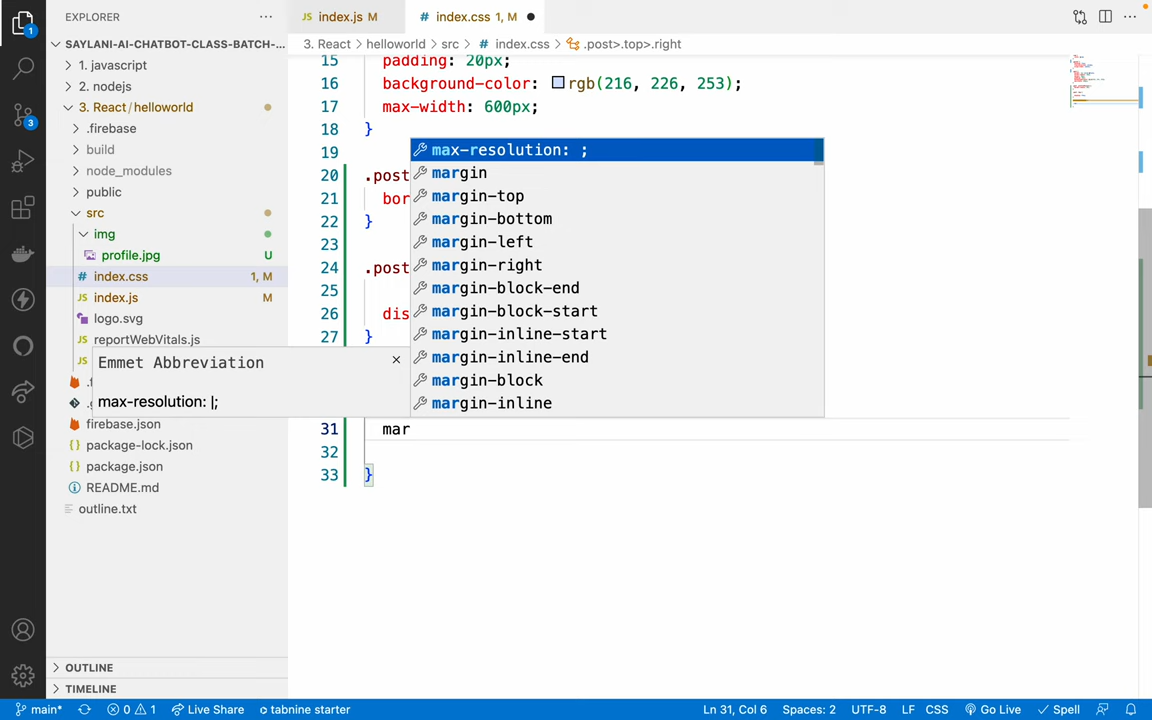 EXPLORER
···
JS index.js M
# index.css 1, M
···
SAYLANI-AI-CHATBOT-CLASS-BATCH-...
3. React > helloworld > src > # index.css > .post>.top>.right
1. javascript
2. nodejs
3. React / helloworld
.firebase
build
node_modules
public
src
img
profile.jpg U
# index.css 1, M
JS index.js M
logo.svg
JS reportWebVitals.js
JS
firebase.json
{} package-lock.json
{} package.json
README.md
outline.txt
OUTLINE
TIMELINE
1
3
15 padding: 20px;
16 background-color: rgb(216, 226, 253);
17 max-width: 600px;
18 }
19
20 .post
21 bor
22 }
23
24 .post
25
26 dis
27 }
31 mar
32
33 }
max-resolution: ;
margin
margin-top
margin-bottom
margin-left
margin-right
margin-block-end
margin-block-start
margin-inline-start
margin-inline-end
margin-block
margin-inline
Emmet Abbreviation ×
max-resolution: |;
main* 0 1 Live Share tabnine starter Ln 31, Col 6 Spaces: 2 UTF-8 LF CSS Go Live Spell